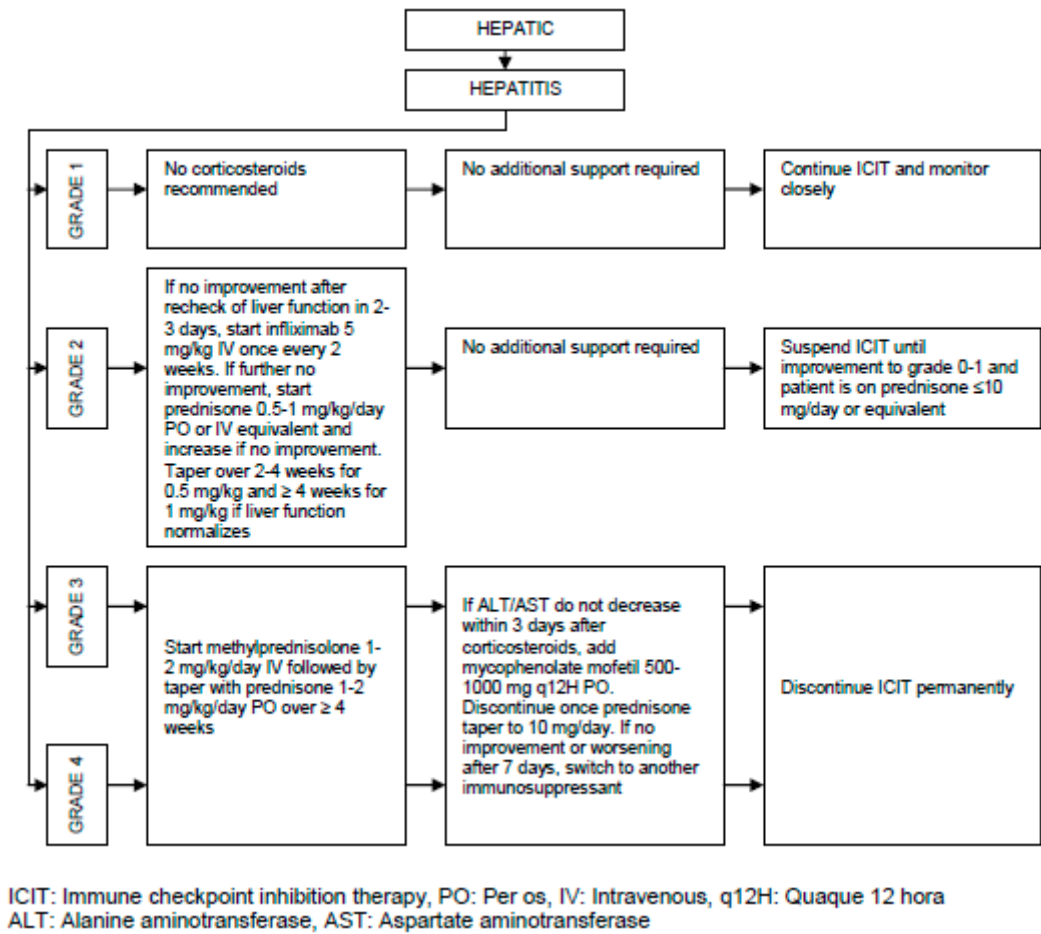 HEPATIC
HEPATITIS
GRADE 1
No corticosteroids
recommended
No additional support required
Continue ICIT and monitor
closely
GRADE 2
If no improvement after
recheck of liver function in 2-
3 days, start infliximab 5
mg/kg IV once every 2
weeks. If further no
improvement, start
prednisone 0.5-1 mg/kg/day
PO or IV equivalent and
increase if no improvement.
Taper over 2-4 weeks for
0.5 mg/kg and ≥ 4 weeks for
1 mg/kg if liver function
normalizes
No additional support required
Suspend ICIT until
improvement to grade 0-1 and
patient is on prednisone ≤10
mg/day or equivalent
GRADE 3
GRADE 4
Start methylprednisolone 1-
2 mg/kg/day IV followed by
taper with prednisone 1-2
mg/kg/day PO over ≥ 4
weeks
If ALT/AST do not decrease
within 3 days after
corticosteroids, add
mycophenolate mofetil 500-
1000 mg q12H PO.
Discontinue once prednisone
taper to 10 mg/day. If no
improvement or worsening
after 7 days, switch to another
immunosuppressant
Discontinue ICIT permanently
ICIT: Immune checkpoint inhibition therapy, PO: Per os, IV: Intravenous, q12H: Quaque 12 hora
ALT: Alanine aminotransferase, AST: Aspartate aminotransferase